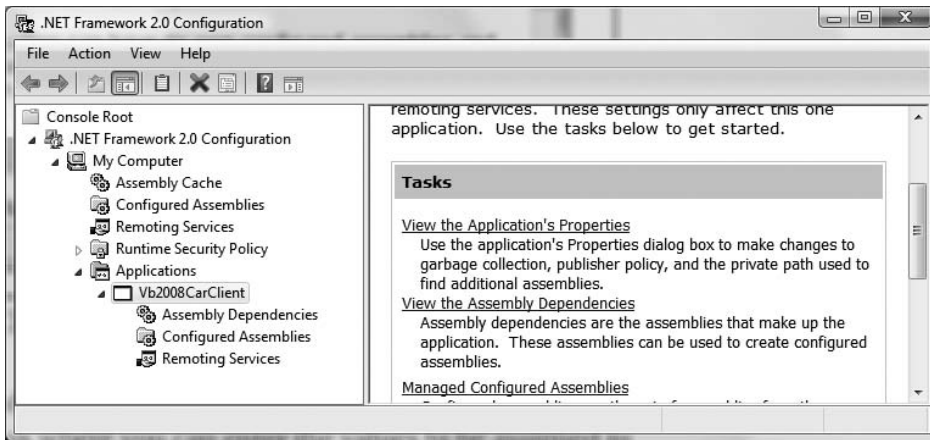 .NET Framework 2.0 Configuration
File Action View Help
Console Root
.NET Framework 2.0 Configuration
My Computer
Assembly Cache
Configured Assemblies
Remoting Services
Runtime Security Policy
Applications
Vb2008CarClient
Assembly Dependencies
Configured Assemblies
Remoting Services
remoting services. These settings only affect this one
application. Use the tasks below to get started.
Tasks
View the Application's Properties
Use the application's Properties dialog box to make changes to
garbage collection, publisher policy, and the private path used to
find additional assemblies.
View the Assembly Dependencies
Assembly dependencies are the assemblies that make up the
application. These assemblies can be used to create configured
assemblies.
Managed Configured Assemblies